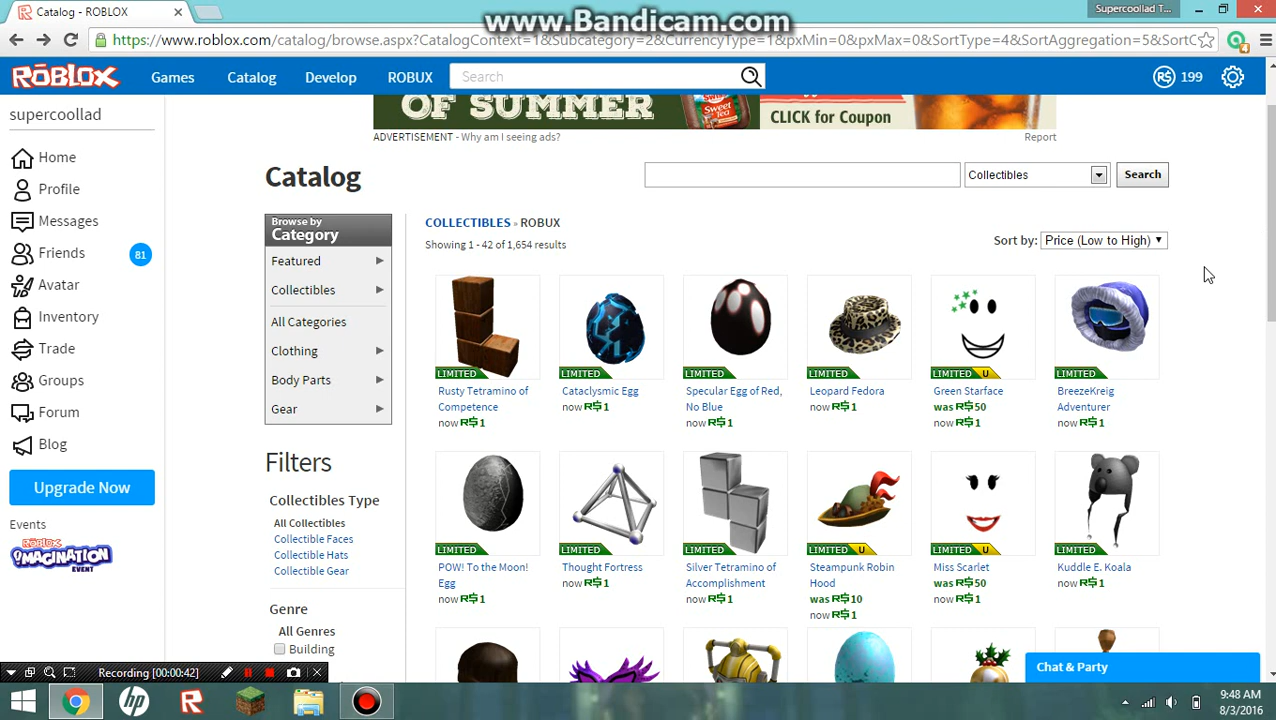 Catalog - ROBLOX
www.Bandicam.com
Supercoollad T...
https://www.roblox.com/catalog/browse.aspx?CatalogContext=1&Subcategory=2&CurrencyType=1&pxMin=0&pxMax=0&SortType=4&SortAggregation=5&SortC
ROBLOX
Games
Catalog
Develop
ROBUX
Search
R$ 199
supercoollad
Home
Profile
Messages
Friends 81
Avatar
Inventory
Trade
Groups
Forum
Blog
Upgrade Now
Events
ROBLOX
IMAGINATION
EVENT
OF SUMMER
Sweet Tea
CLICK for Coupon
ADVERTISEMENT - Why am I seeing ads?
Report
Catalog
Collectibles
Search
Browse by
Category
Featured
Collectibles
All Categories
Clothing
Body Parts
Gear
Filters
Collectibles Type
All Collectibles
Collectible Faces
Collectible Hats
Collectible Gear
Genre
All Genres
Building
COLLECTIBLES » ROBUX
Showing 1 - 42 of 1,654 results
Sort by: Price (Low to High)
LIMITED
Rusty Tetramino of
Competence
now R$ 1
LIMITED
Cataclysmic Egg
now R$ 1
LIMITED
Specular Egg of Red,
No Blue
now R$ 1
LIMITED
Leopard Fedora
now R$ 1
LIMITED U
Green Starface
was R$ 50
now R$ 1
LIMITED
BreezeKreig
Adventurer
now R$ 1
LIMITED
POW! To the Moon!
Egg
now R$ 1
LIMITED
Thought Fortress
now R$ 1
LIMITED
Silver Tetramino of
Accomplishment
now R$ 1
LIMITED U
Steampunk Robin
Hood
was R$ 10
now R$ 1
LIMITED U
Miss Scarlet
was R$ 50
now R$ 1
LIMITED
Kuddle E. Koala
now R$ 1
Chat & Party
Recording [00:00:42]
9:48 AM
8/3/2016